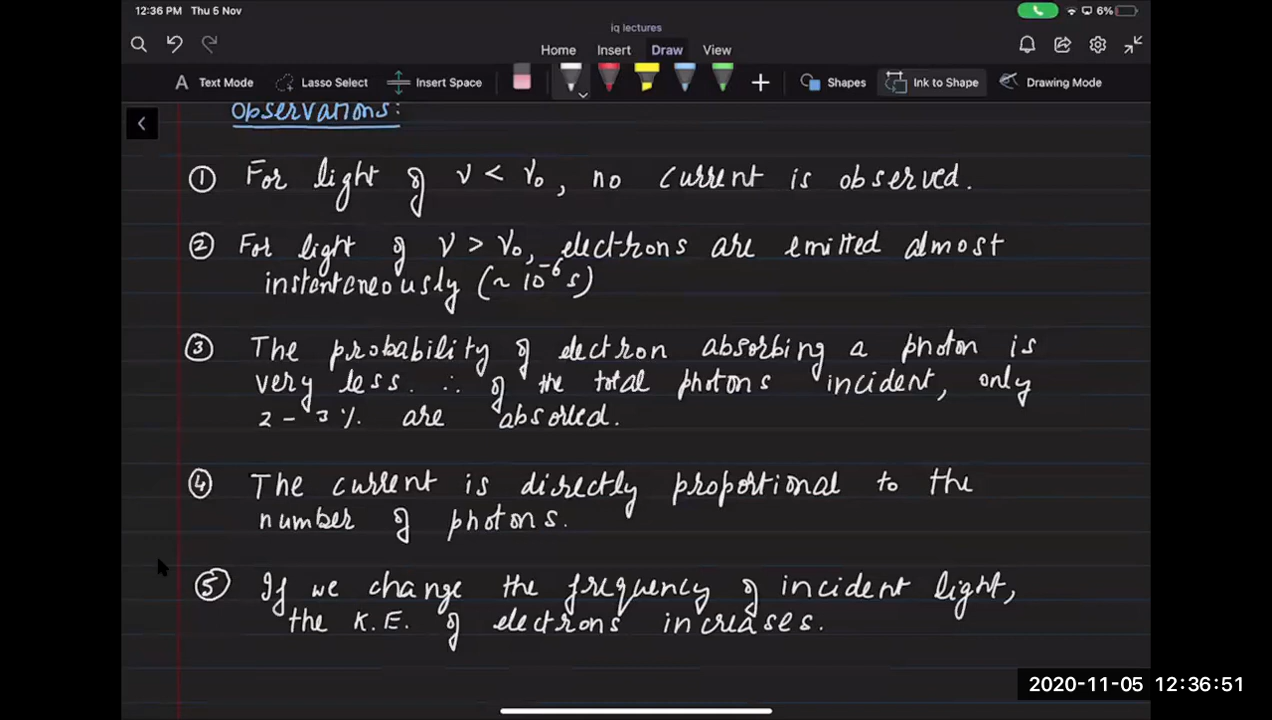 12:36 PM Thu 5 Nov
6%
iq lectures
Home Insert Draw View
Text Mode Lasso Select Insert Space Shapes Ink to Shape Drawing Mode
Observations:
① For light of ν < ν₀, no current is observed.
② For light of ν > ν₀, electrons are emitted almost
instantaneously (~ 10⁻⁶ s)
③ The probability of electron absorbing a photon is
very less. ∴ of the total photons incident, only
2 - 3 % are absorbed.
④ The current is directly proportional to the
number of photons.
⑤ If we change the frequency of incident light,
the K.E. of electrons increases.
2020-11-05 12:36:51